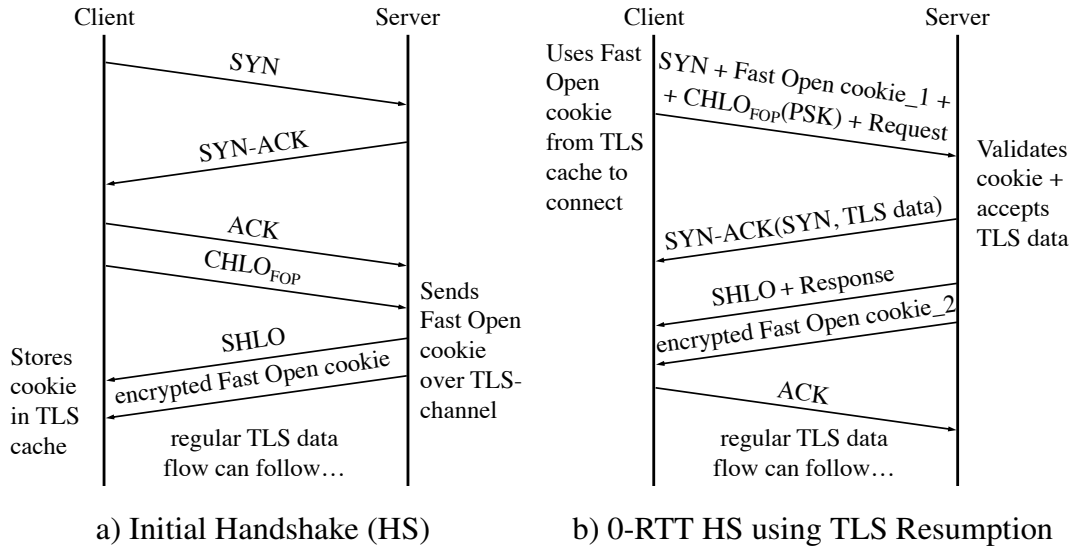 Client
Server
SYN
SYN-ACK
ACK
CHLO_FOP
Sends
Fast Open
cookie
over TLS-
channel
SHLO
encrypted Fast Open cookie
Stores
cookie
in TLS
cache
regular TLS data
flow can follow…
a) Initial Handshake (HS)
Client
Server
Uses Fast
Open
cookie
from TLS
cache to
connect
SYN + Fast Open cookie_1 +
+ CHLO_FOP(PSK) + Request
Validates
cookie +
accepts
TLS data
SYN-ACK(SYN, TLS data)
SHLO + Response
encrypted Fast Open cookie_2
ACK
regular TLS data
flow can follow…
b) 0-RTT HS using TLS Resumption